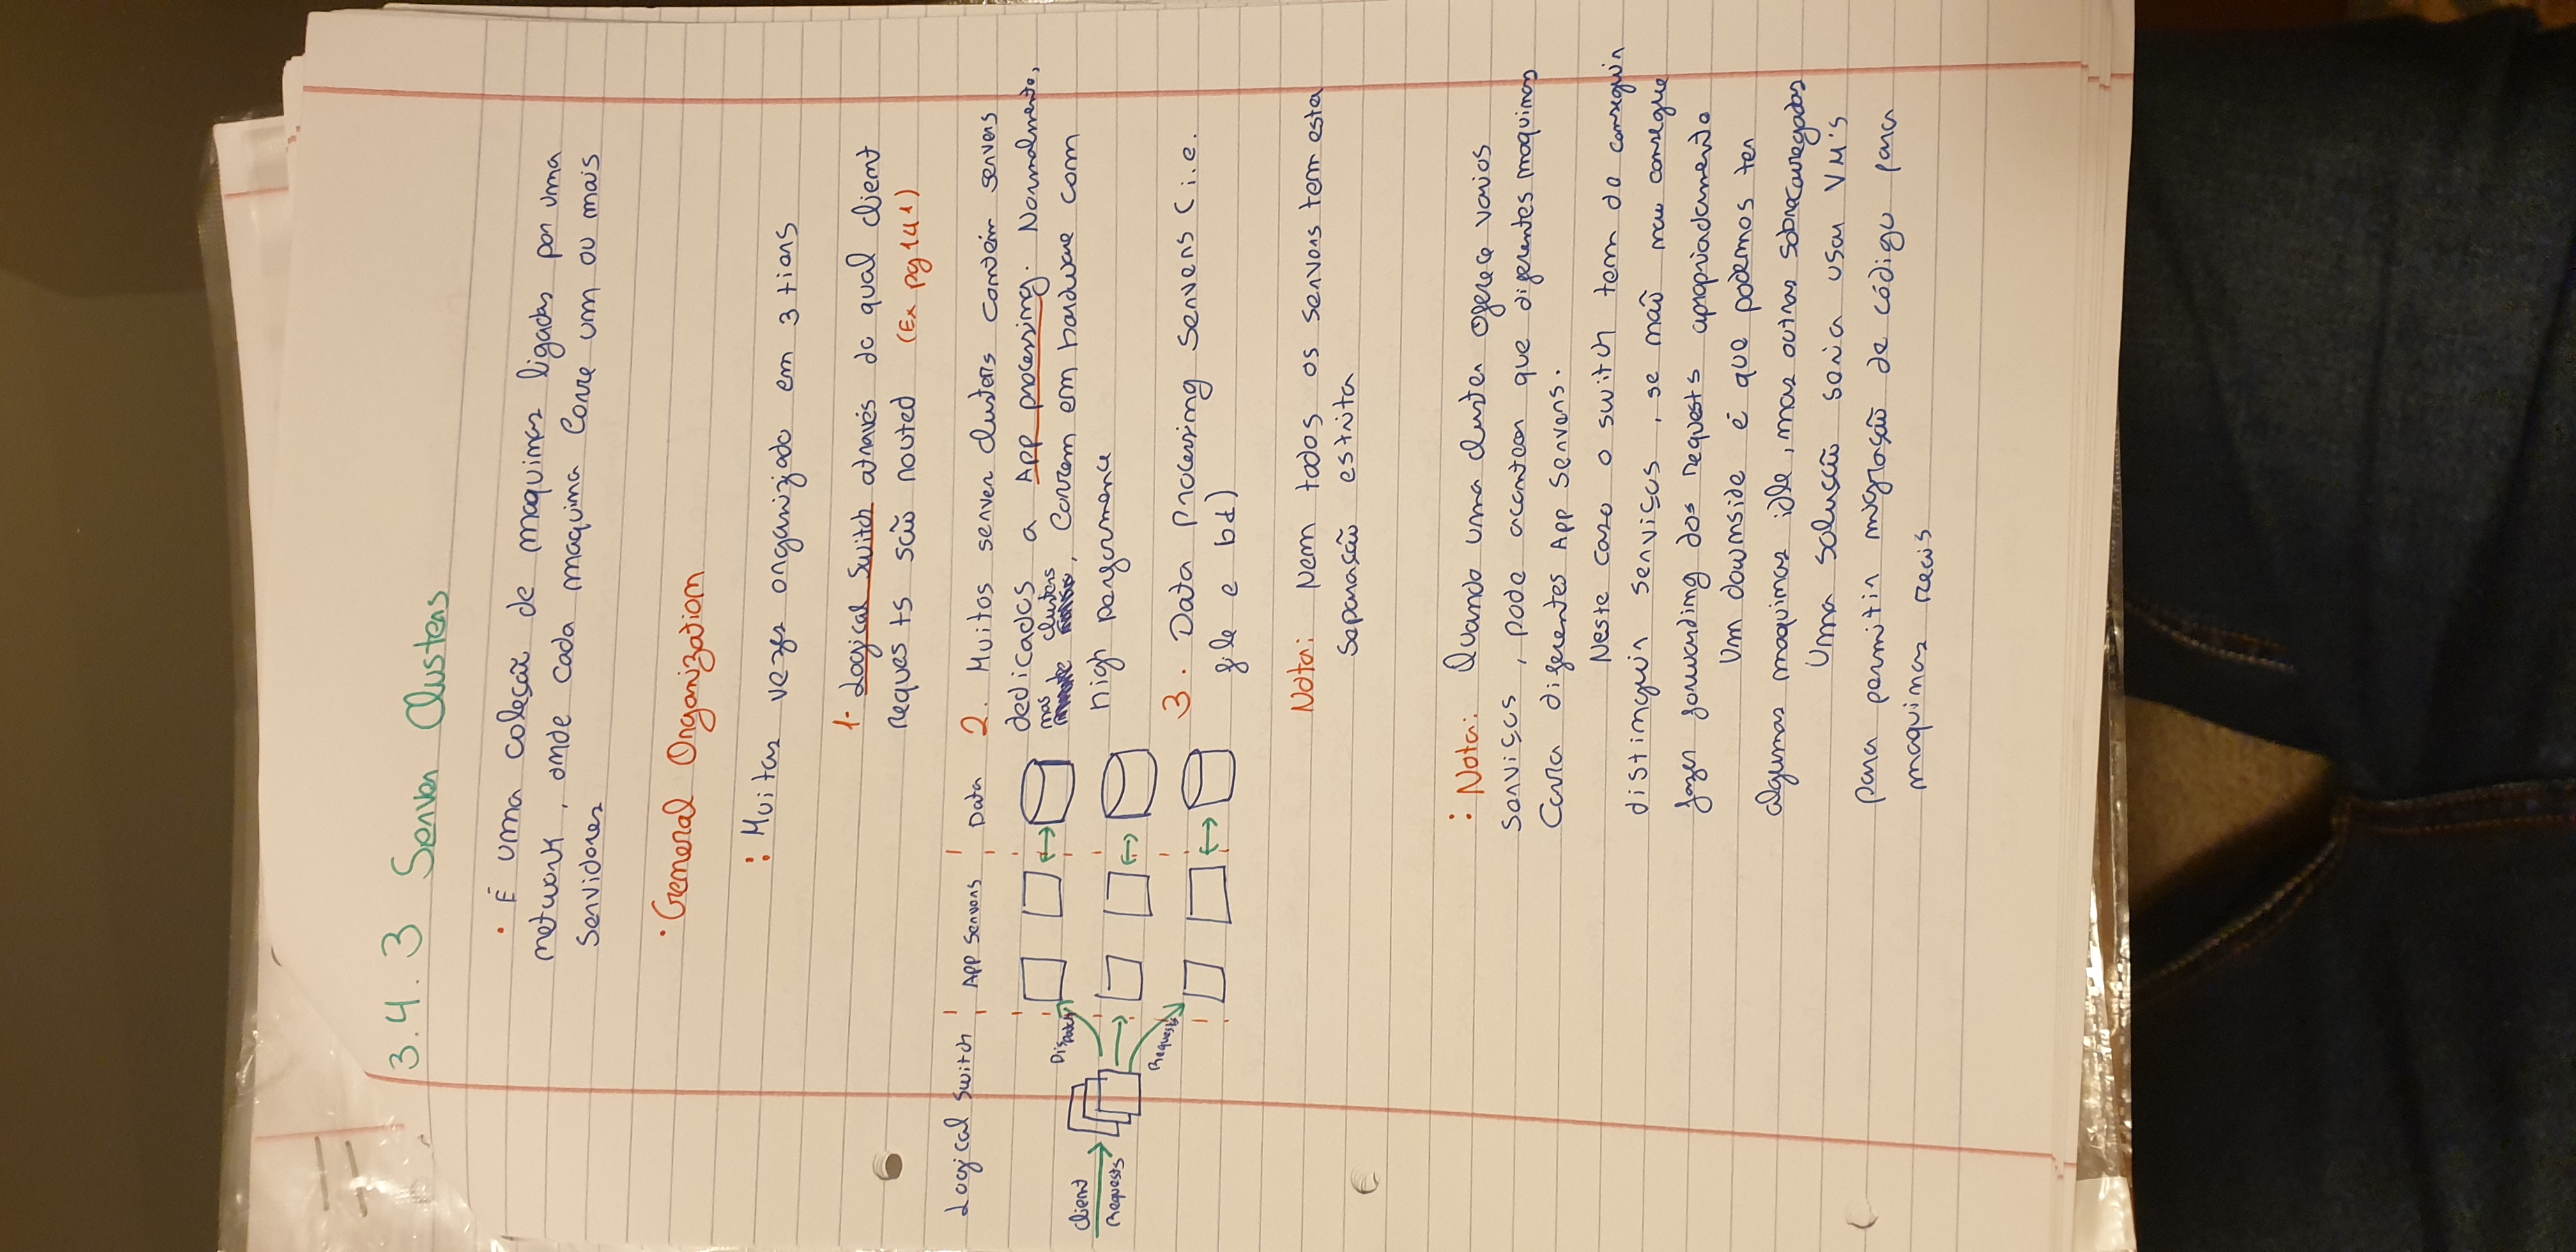 3.4.3 Server Clusters
• É uma coleção de maquinas ligadas por uma
network, onde cada maquina corre um ou mais
servidores
• General Organization
: Muitas vezes organiziado em 3 tiers
1- Logical Switch através do qual client
requests são routed (Ex pg 141)
Logical Switch App Servers Data
Dispatch
Client
Requests
Request
2. Muitos server clusters contêm servers
dedicados a App processing. Normalmente,
nas clusters, correm em hardware com
high performence
3. Data Processing Servers (i.e.
file e bd)
Nota: Nem todos os servers tem esta
separação estrita
: Nota: Quando uma cluster oferece varios
serviços, pode acontecer que diferentes maquinas
corra diferentes App Servers.
Neste caso o switch tem de conseguir
distinguir serviços, se não nao consegue
fazer forwarding dos requests apropriadamente
Um downside é que podemos ter
algumas maquinas idle, mas outras sobrecarregadas
Uma solução seria usar VM's
para permitir migração de código para
maquinas reais